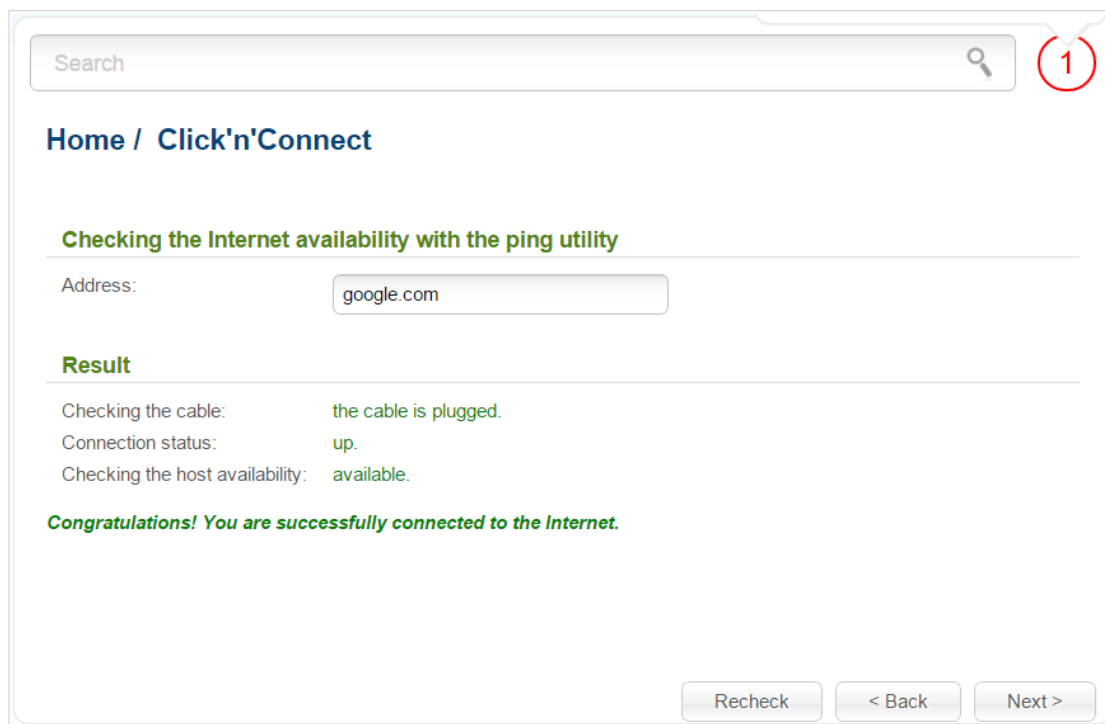 Search
1
Home / Click'n'Connect
Checking the Internet availability with the ping utility
Address: google.com
Result
Checking the cable: the cable is plugged.
Connection status: up.
Checking the host availability: available.
Congratulations! You are successfully connected to the Internet.
Recheck < Back Next >